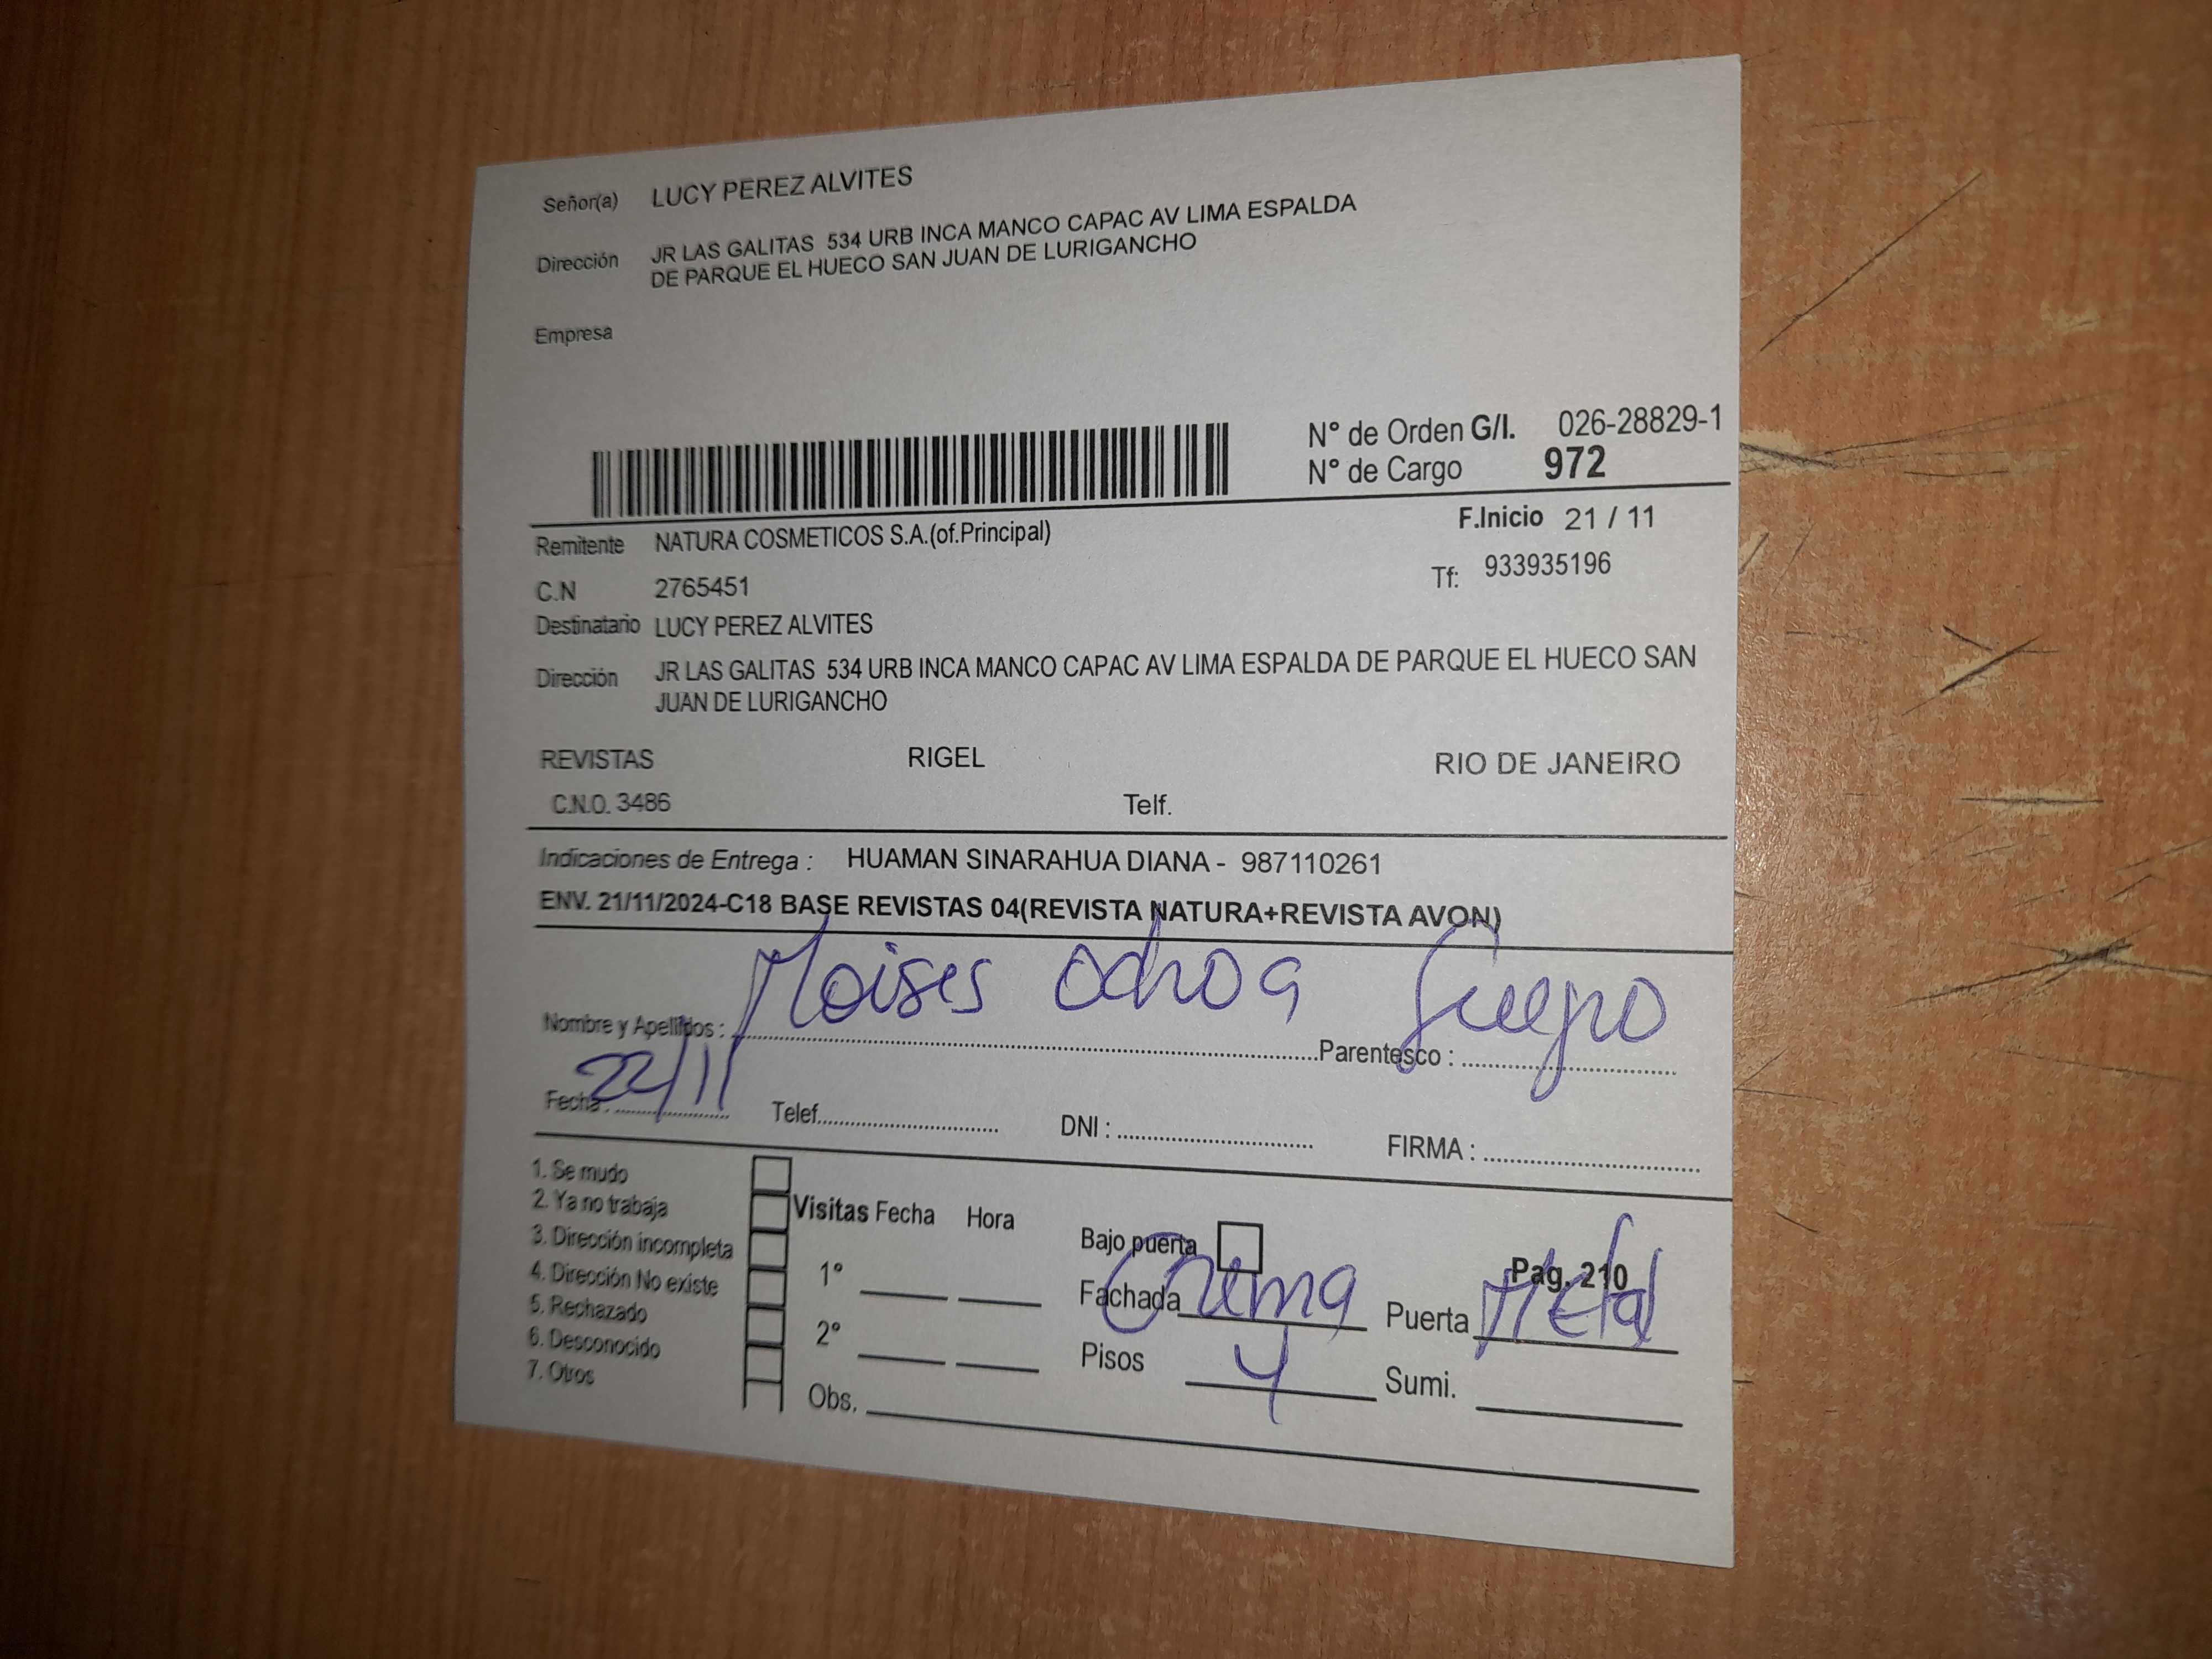 Señor(a) LUCY PEREZ ALVITES
Dirección JR LAS GALITAS 534 URB INCA MANCO CAPAC AV LIMA ESPALDA
DE PARQUE EL HUECO SAN JUAN DE LURIGANCHO
Empresa
N° de Orden G/I. 026-28829-1
N° de Cargo 972
F.Inicio 21 / 11
Remitente NATURA COSMETICOS S.A.(of.Principal)
C.N 2765451 Tf: 933935196
Destinatario LUCY PEREZ ALVITES
Dirección JR LAS GALITAS 534 URB INCA MANCO CAPAC AV LIMA ESPALDA DE PARQUE EL HUECO SAN
JUAN DE LURIGANCHO
REVISTAS RIGEL RIO DE JANEIRO
C.N.O. 3486 Telf.
Indicaciones de Entrega : HUAMAN SINARAHUA DIANA - 987110261
ENV. 21/11/2024-C18 BASE REVISTAS 04(REVISTA NATURA+REVISTA AVON)
Nombre y Apellidos : Moises Ochoa Parentesco : Suegro
Fecha : 22/11 Telef. DNI : FIRMA :
1. Se mudo
2. Ya no trabaja
3. Dirección incompleta
4. Dirección No existe
5. Rechazado
6. Desconocido
7. Otros
Visitas Fecha Hora
1°
2°
Obs.
Bajo puerta Pag. 210
Fachada Crema Puerta Metal
Pisos 4 Sumi.